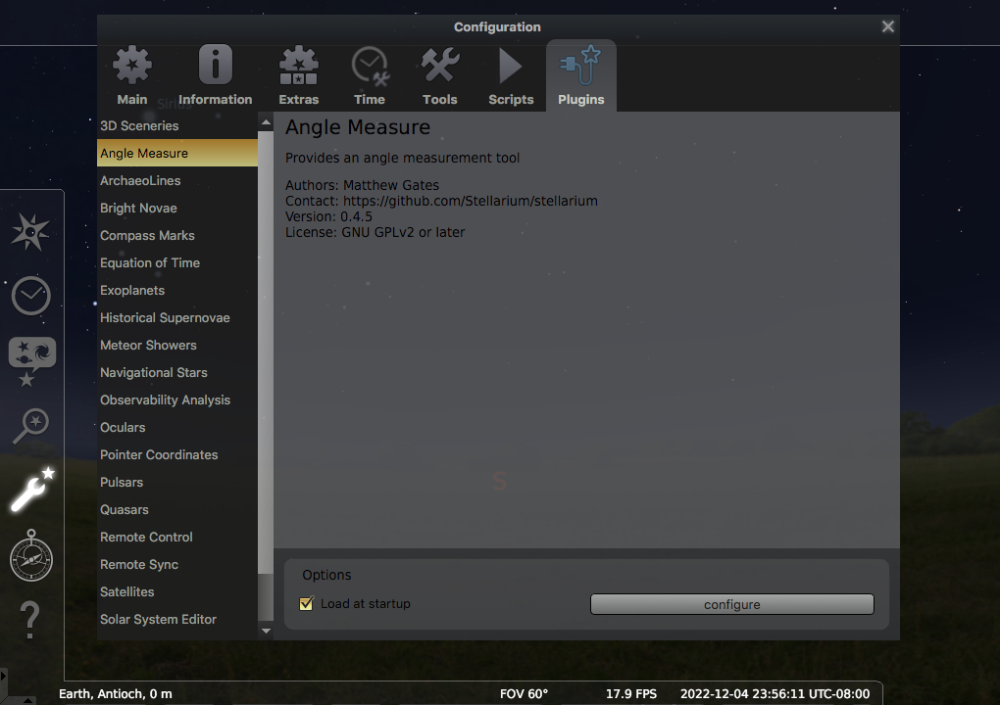 Configuration
Main
Information
Extras
Time
Tools
Scripts
Plugins
Sirius
3D Sceneries
Angle Measure
ArchaeoLines
Bright Novae
Compass Marks
Equation of Time
Exoplanets
Historical Supernovae
Meteor Showers
Navigational Stars
Observability Analysis
Oculars
Pointer Coordinates
Pulsars
Quasars
Remote Control
Remote Sync
Satellites
Solar System Editor
Angle Measure
Provides an angle measurement tool
Authors: Matthew Gates
Contact: https://github.com/Stellarium/stellarium
Version: 0.4.5
License: GNU GPLv2 or later
S
Options
Load at startup
configure
Earth, Antioch, 0 m
FOV 60°
17.9 FPS
2022-12-04 23:56:11 UTC-08:00